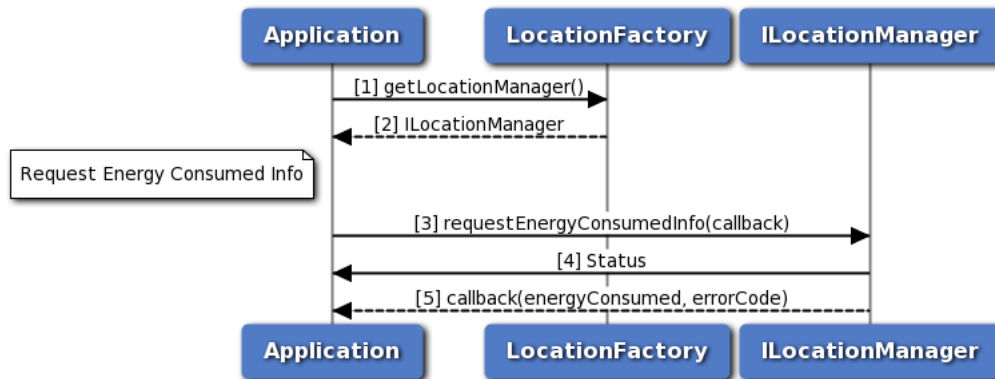 Application
LocationFactory
ILocationManager
[1] getLocationManager()
[2] ILocationManager
Request Energy Consumed Info
[3] requestEnergyConsumedInfo(callback)
[4] Status
[5] callback(energyConsumed, errorCode)
Application
LocationFactory
ILocationManager